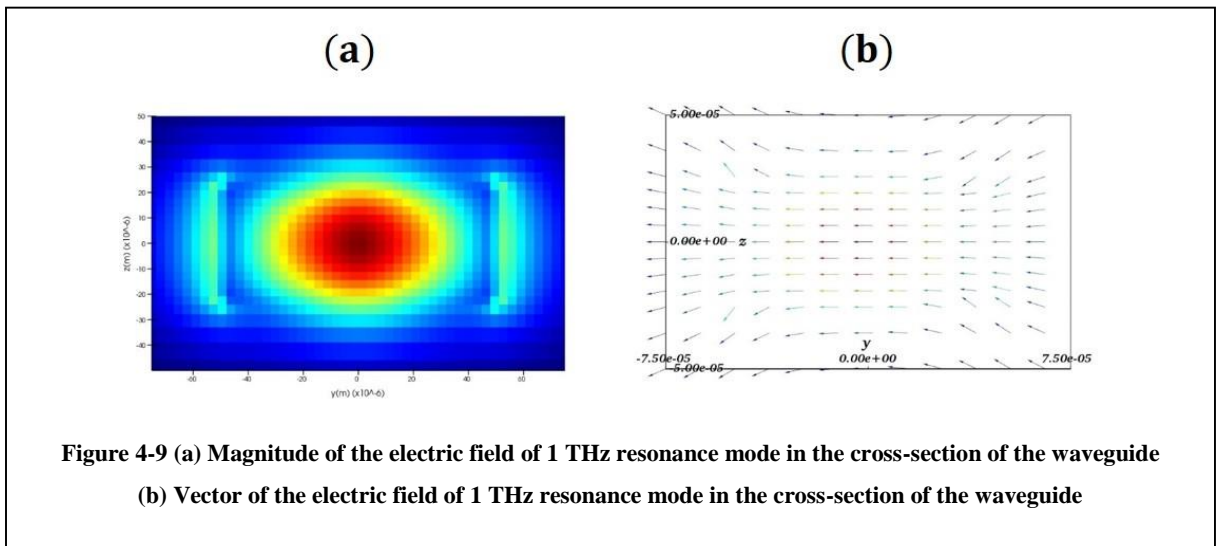 (a)
(b)
50
40
30
20
10
0
-10
-20
-30
-40
z(m) (x10^-6)
-60
-40
-20
0
20
40
60
y(m) (x10^-6)
5.00e-05
0.00e+00 z
y
-7.50e-05 0.00e+00 7.50e-05
-5.00e-05
Figure 4-9 (a) Magnitude of the electric field of 1 THz resonance mode in the cross-section of the waveguide
(b) Vector of the electric field of 1 THz resonance mode in the cross-section of the waveguide